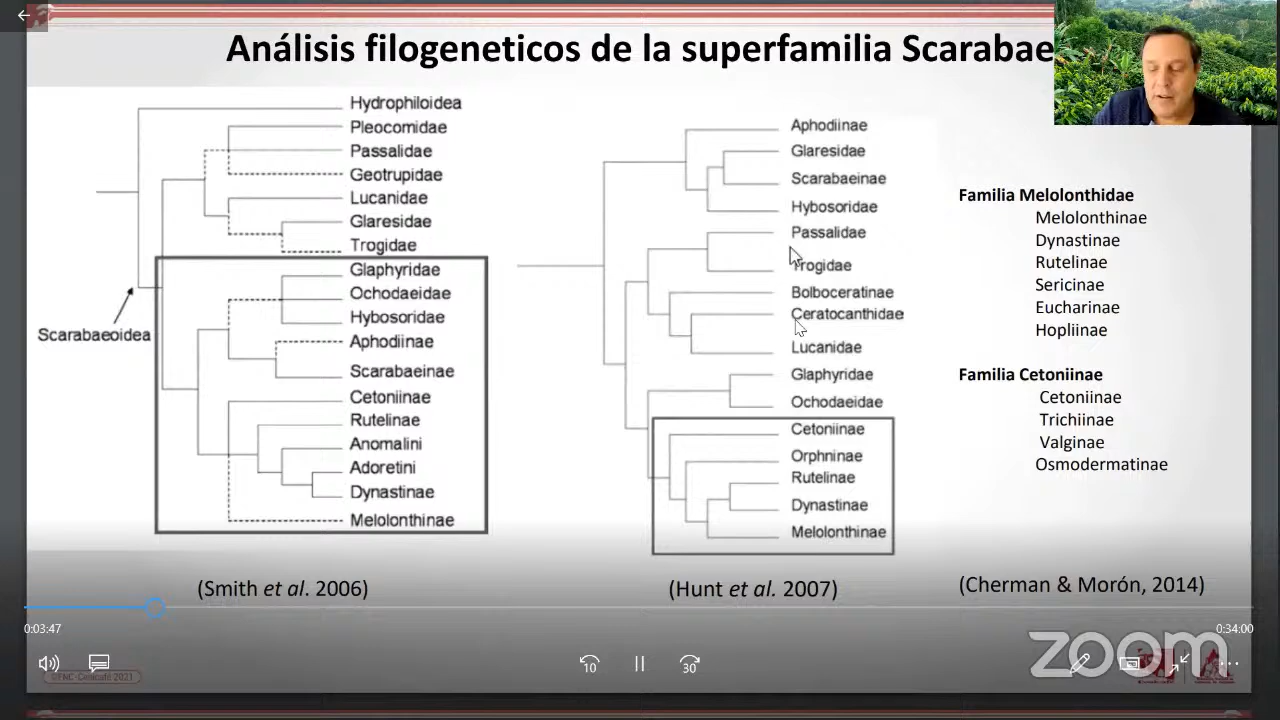 Análisis filogeneticos de la superfamilia Scarabae
Hydrophiloidea
Pleocomidae
Passalidae
Geotrupidae
Lucanidae
Glaresidae
Trogidae
Glaphyridae
Ochodaeidae
Hybosoridae
Aphodiinae
Scarabaeinae
Cetoniinae
Rutelinae
Anomalini
Adoretini
Dynastinae
Melolonthinae
Scarabaeoidea
(Smith et al. 2006)
Aphodiinae
Glaresidae
Scarabaeinae
Hybosoridae
Passalidae
Trogidae
Bolboceratinae
Ceratocanthidae
Lucanidae
Glaphyridae
Ochodaeidae
Cetoniinae
Orphninae
Rutelinae
Dynastinae
Melolonthinae
(Hunt et al. 2007)
Familia Melolonthidae
Melolonthinae
Dynastinae
Rutelinae
Sericinae
Eucharinae
Hopliinae
Familia Cetoniinae
Cetoniinae
Trichiinae
Valginae
Osmodermatinae
(Cherman & Morón, 2014)
0:03:47
0:34:00
10
30
zoom
©FNC-Cenicafé 2021